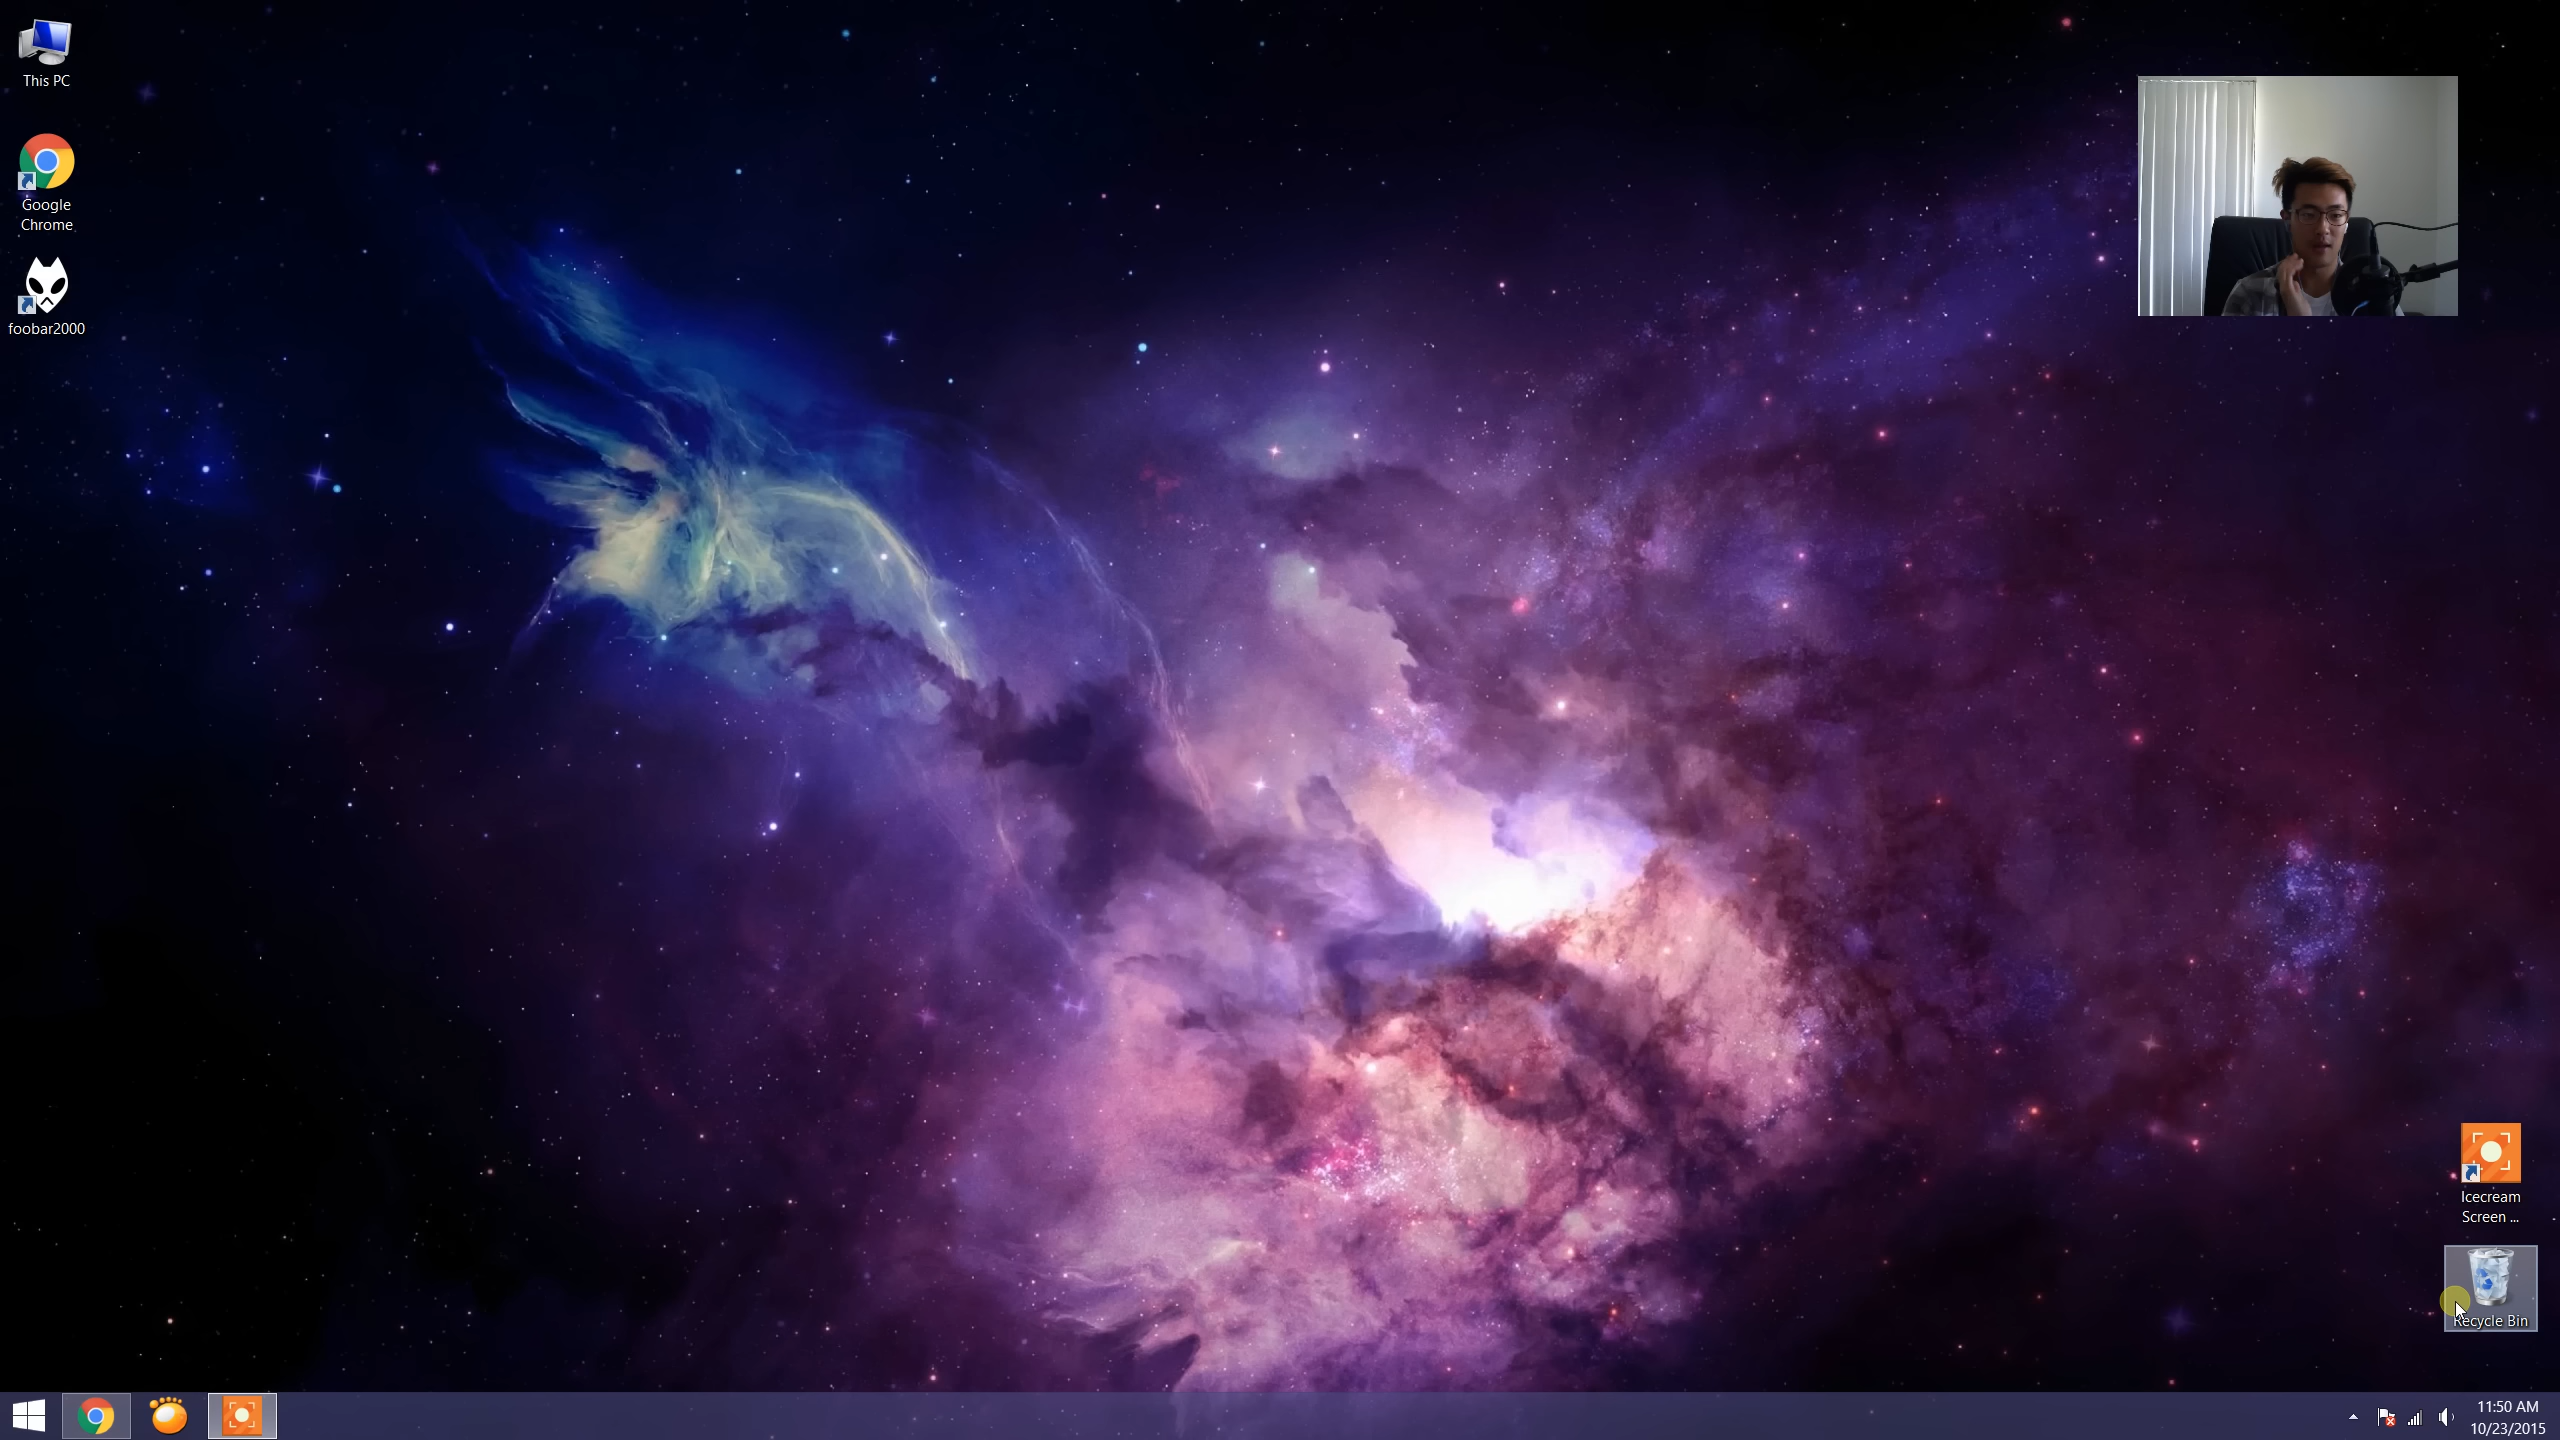 This PC
Google
Chrome
foobar2000
Icecream
Screen ...
Recycle Bin
11:50 AM
10/23/2015